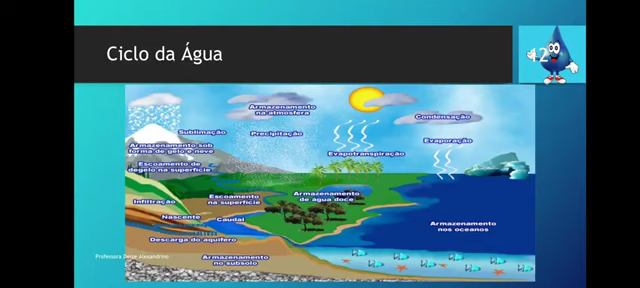 Ciclo da Água
42
Armazenamento
na atmosfera
Condensação
Sublimação
Precipitação
Evaporação
Armazenamento sob
forma de gelo e neve
Evapotranspiração
Escoamento de
degelo na superfície
Escoamento
na superfície
Armazenamento
de água doce
Infiltração
Nascente
Caudal
Armazenamento
nos oceanos
Descarga do aquífero
Professora Deize Alexandrino
Armazenamento
no subsolo